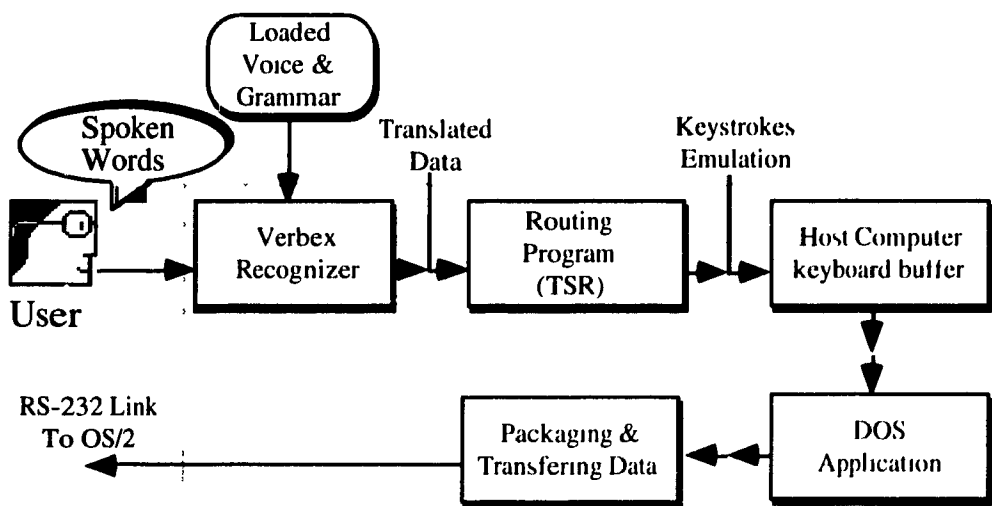 Loaded
Voice &
Grammar
Spoken
Words
User
Verbex
Recognizer
Translated
Data
Routing
Program
(TSR)
Keystrokes
Emulation
Host Computer
keyboard buffer
DOS
Application
Packaging &
Transfering Data
RS-232 Link
To OS/2